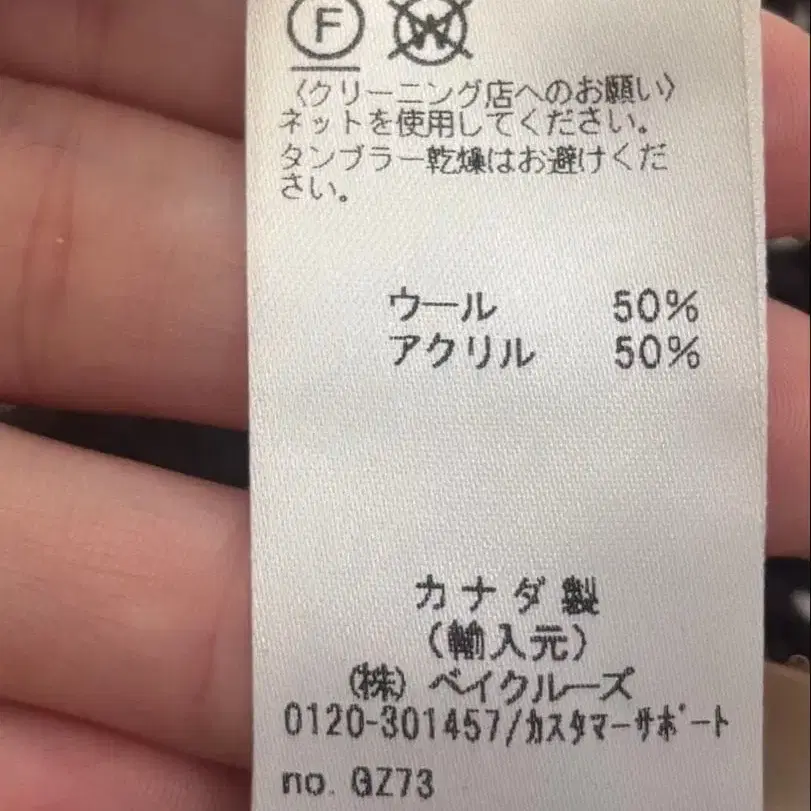 F W
〈クリーニング店へのお願い〉
ネットを使用してください。
タンブラー乾燥はお避けくだ
さい。
ウール 50%
アクリル 50%
カナダ製
(輸入元)
(株) ベイクルーズ
0120-301457/カスタマーサポート
no. GZ73